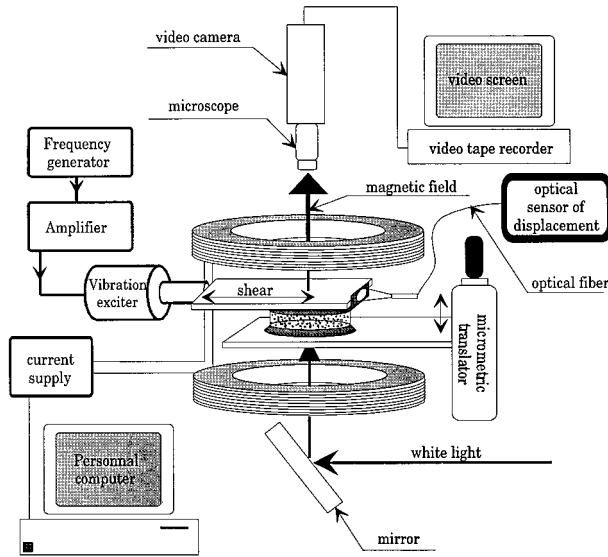 video camera
video screen
microscope
Frequency
generator
video tape recorder
magnetic field
optical
sensor of
displacement
Amplifier
Vibration
exciter
shear
optical fiber
micrometric
translator
current
supply
Personnal
computer
white light
mirror